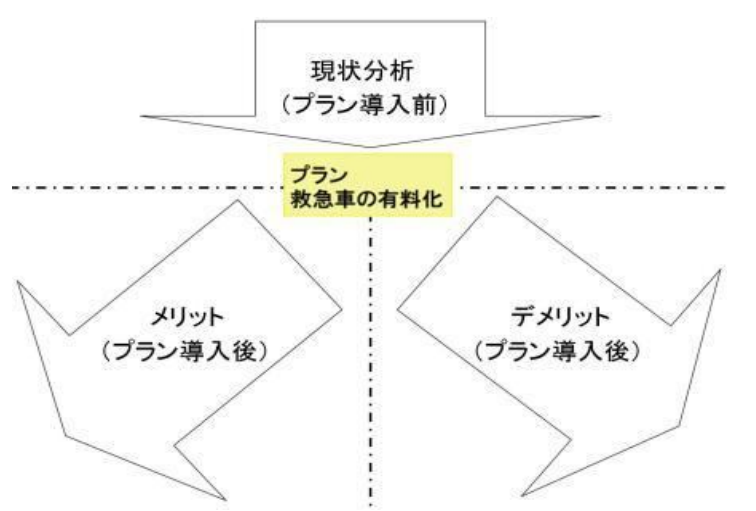 現状分析
（プラン導入前）
プラン
救急車の有料化
メリット
（プラン導入後）
デメリット
（プラン導入後）